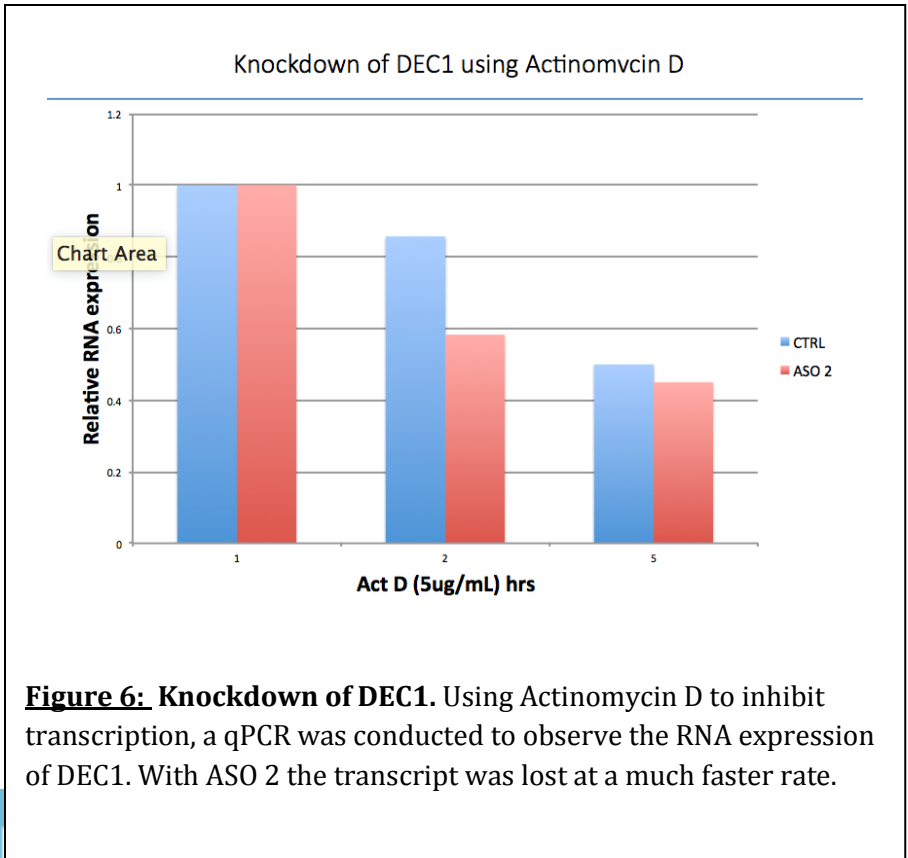 Knockdown of DEC1 using Actinomvcin D
1.2
1
0.6
0.4
0.2
0
Relative RNA expression
Chart Area
1
2
5
Act D (5ug/mL) hrs
CTRL
ASO 2
Figure 6: Knockdown of DEC1. Using Actinomycin D to inhibit
transcription, a qPCR was conducted to observe the RNA expression
of DEC1. With ASO 2 the transcript was lost at a much faster rate.